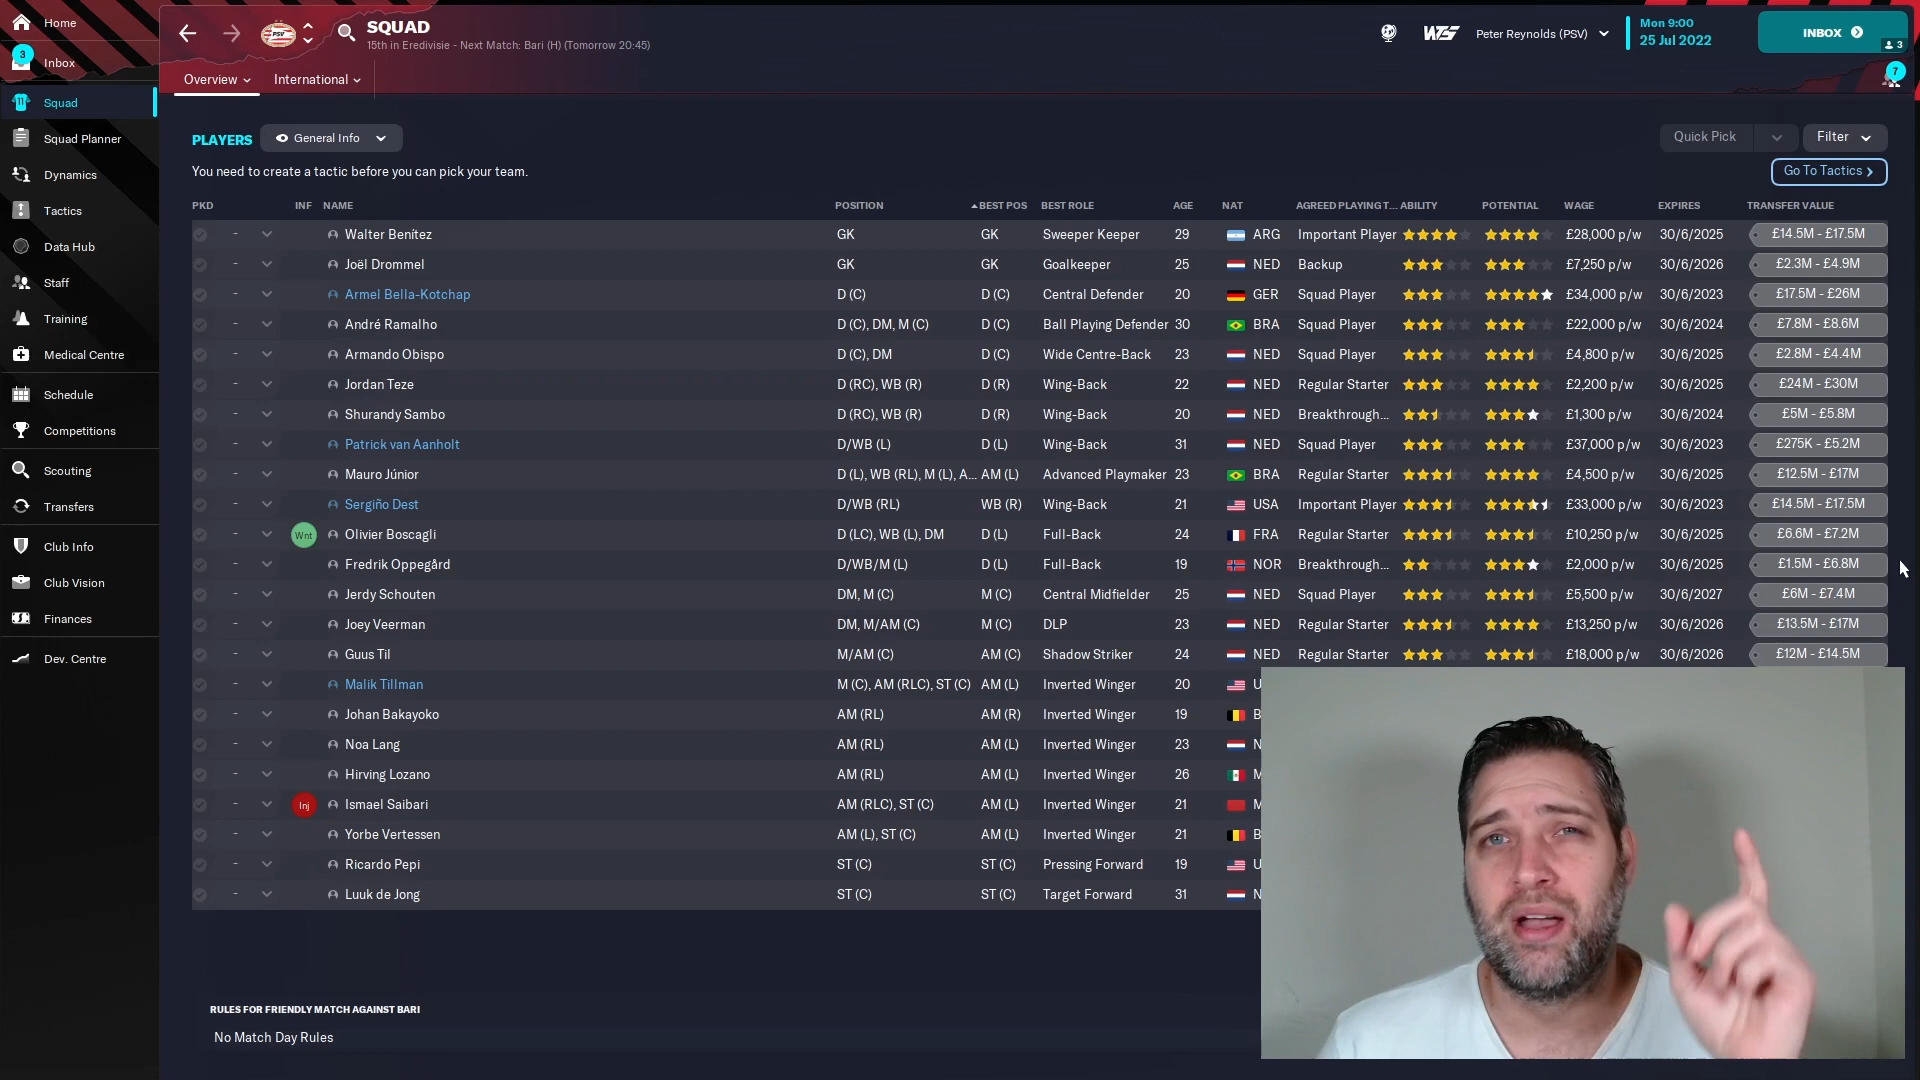 Home
3
Inbox
Squad
Squad Planner
Dynamics
Tactics
Data Hub
Staff
Training
Medical Centre
Schedule
Competitions
Scouting
Transfers
Club Info
Club Vision
Finances
Dev. Centre
PSV
SQUAD
15th in Eredivisie - Next Match: Bari (H) (Tomorrow 20:45)
Peter Reynolds (PSV)
Mon 9:00
25 Jul 2022
INBOX
3
7
Overview International
PLAYERS General Info Quick Pick Filter
You need to create a tactic before you can pick your team. Go To Tactics
PKD INF NAME POSITION BEST POS BEST ROLE AGE NAT AGREED PLAYING T... ABILITY POTENTIAL WAGE EXPIRES TRANSFER VALUE
- Walter Benítez GK GK Sweeper Keeper 29 ARG Important Player £28,000 p/w 30/6/2025 £14.5M - £17.5M
- Joël Drommel GK GK Goalkeeper 25 NED Backup £7,250 p/w 30/6/2026 £2.3M - £4.9M
- Armel Bella-Kotchap D (C) D (C) Central Defender 20 GER Squad Player £34,000 p/w 30/6/2023 £17.5M - £26M
- André Ramalho D (C), DM, M (C) D (C) Ball Playing Defender 30 BRA Squad Player £22,000 p/w 30/6/2024 £7.8M - £8.6M
- Armando Obispo D (C), DM D (C) Wide Centre-Back 23 NED Squad Player £4,800 p/w 30/6/2025 £2.8M - £4.4M
- Jordan Teze D (RC), WB (R) D (R) Wing-Back 22 NED Regular Starter £2,200 p/w 30/6/2025 £24M - £30M
- Shurandy Sambo D (RC), WB (R) D (R) Wing-Back 20 NED Breakthrough... £1,300 p/w 30/6/2024 £5M - £5.8M
- Patrick van Aanholt D/WB (L) D (L) Wing-Back 31 NED Squad Player £37,000 p/w 30/6/2023 £275K - £5.2M
- Mauro Júnior D (L), WB (RL), M (L), A... AM (L) Advanced Playmaker 23 BRA Regular Starter £4,500 p/w 30/6/2025 £12.5M - £17M
- Sergiño Dest D/WB (RL) WB (R) Wing-Back 21 USA Important Player £33,000 p/w 30/6/2023 £14.5M - £17.5M
- Wnt Olivier Boscagli D (LC), WB (L), DM D (L) Full-Back 24 FRA Regular Starter £10,250 p/w 30/6/2025 £6.6M - £7.2M
- Fredrik Oppegård D/WB/M (L) D (L) Full-Back 19 NOR Breakthrough... £2,000 p/w 30/6/2025 £1.5M - £6.8M
- Jerdy Schouten DM, M (C) M (C) Central Midfielder 25 NED Squad Player £5,500 p/w 30/6/2027 £6M - £7.4M
- Joey Veerman DM, M/AM (C) M (C) DLP 23 NED Regular Starter £13,250 p/w 30/6/2026 £13.5M - £17M
- Guus Til M/AM (C) AM (C) Shadow Striker 24 NED Regular Starter £18,000 p/w 30/6/2026 £12M - £14.5M
- Malik Tillman M (C), AM (RLC), ST (C) AM (L) Inverted Winger 20 U
- Johan Bakayoko AM (RL) AM (R) Inverted Winger 19 B
- Noa Lang AM (RL) AM (L) Inverted Winger 23 N
- Hirving Lozano AM (RL) AM (L) Inverted Winger 26 M
- Inj Ismael Saibari AM (RLC), ST (C) AM (L) Inverted Winger 21 M
- Yorbe Vertessen AM (L), ST (C) AM (L) Inverted Winger 21 B
- Ricardo Pepi ST (C) ST (C) Pressing Forward 19 U
- Luuk de Jong ST (C) ST (C) Target Forward 31 N
RULES FOR FRIENDLY MATCH AGAINST BARI
No Match Day Rules